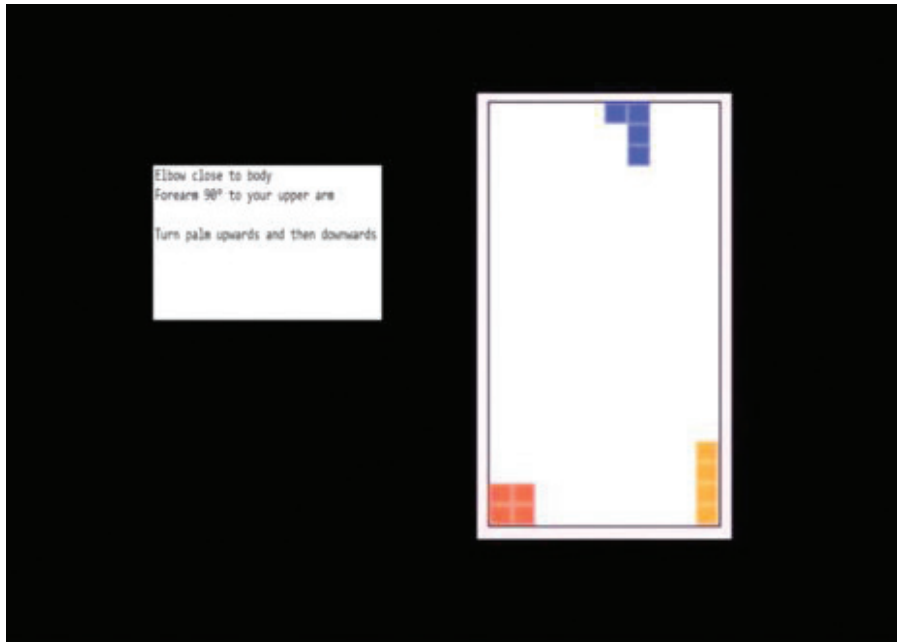 Elbow close to body
Forearm 90° to your upper arm
Turn palm upwards and then downwards